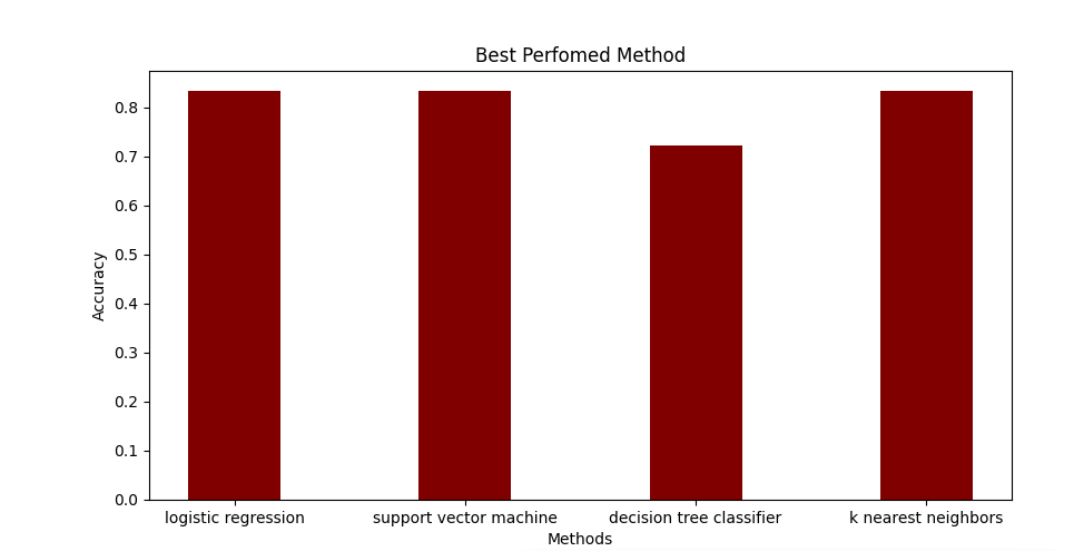 Best Perfomed Method
Accuracy
0.8
0.7
0.6
0.5
0.4
0.3
0.2
0.1
0.0
logistic regression
support vector machine
decision tree classifier
k nearest neighbors
Methods